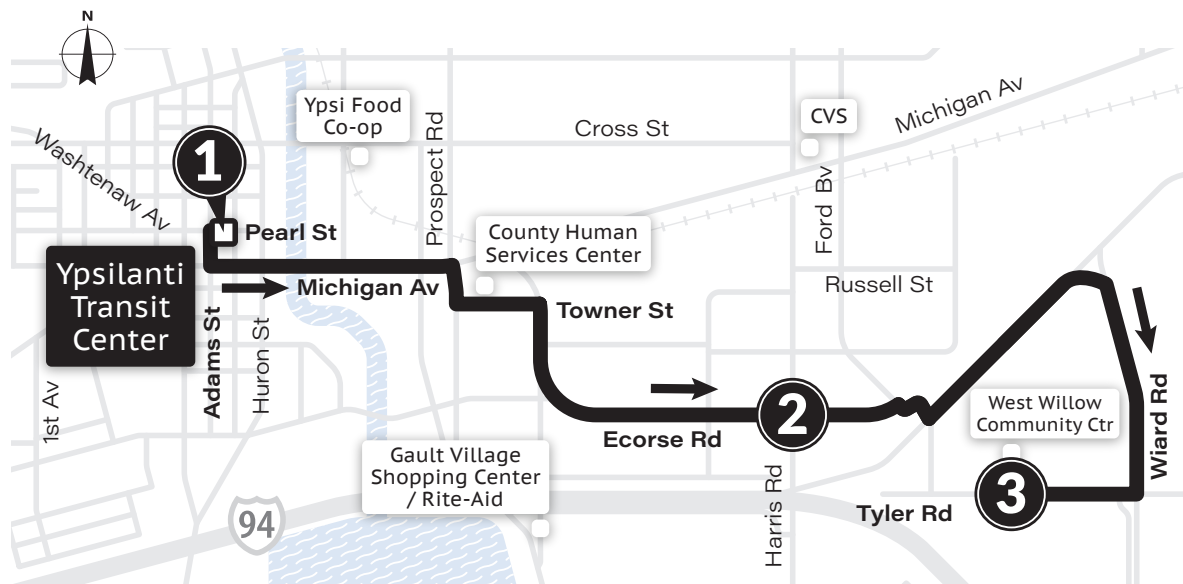 N
Washtenaw Av
1
Ypsi Food
Co-op
Prospect Rd
Cross St
CVS
Michigan Av
Ford Bv
Pearl St
County Human
Services Center
Ypsilanti
Transit
Center
Michigan Av
Adams St
Huron St
1st Av
Towner St
Russell St
Ecorse Rd
2
West Willow
Community Ctr
Wiard Rd
Gault Village
Shopping Center
/ Rite-Aid
94
Harris Rd
Tyler Rd
3